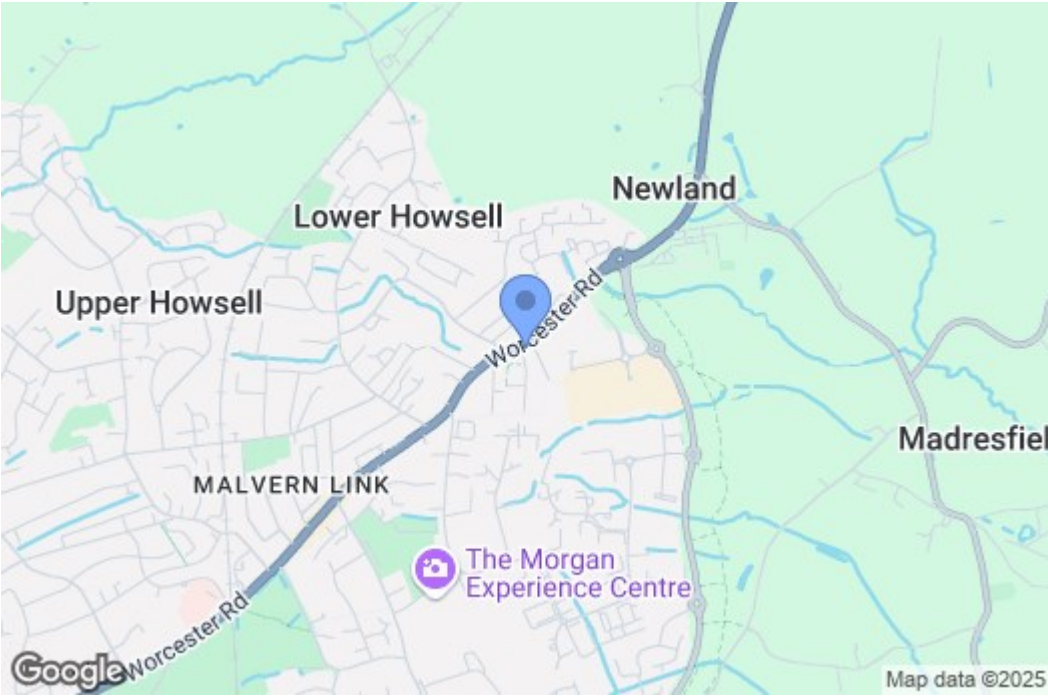 Newland
Lower Howsell
Upper Howsell
Worcester Rd
Madresfiel
MALVERN LINK
The Morgan
Experience Centre
Worcester Rd
Google
Map data ©2025